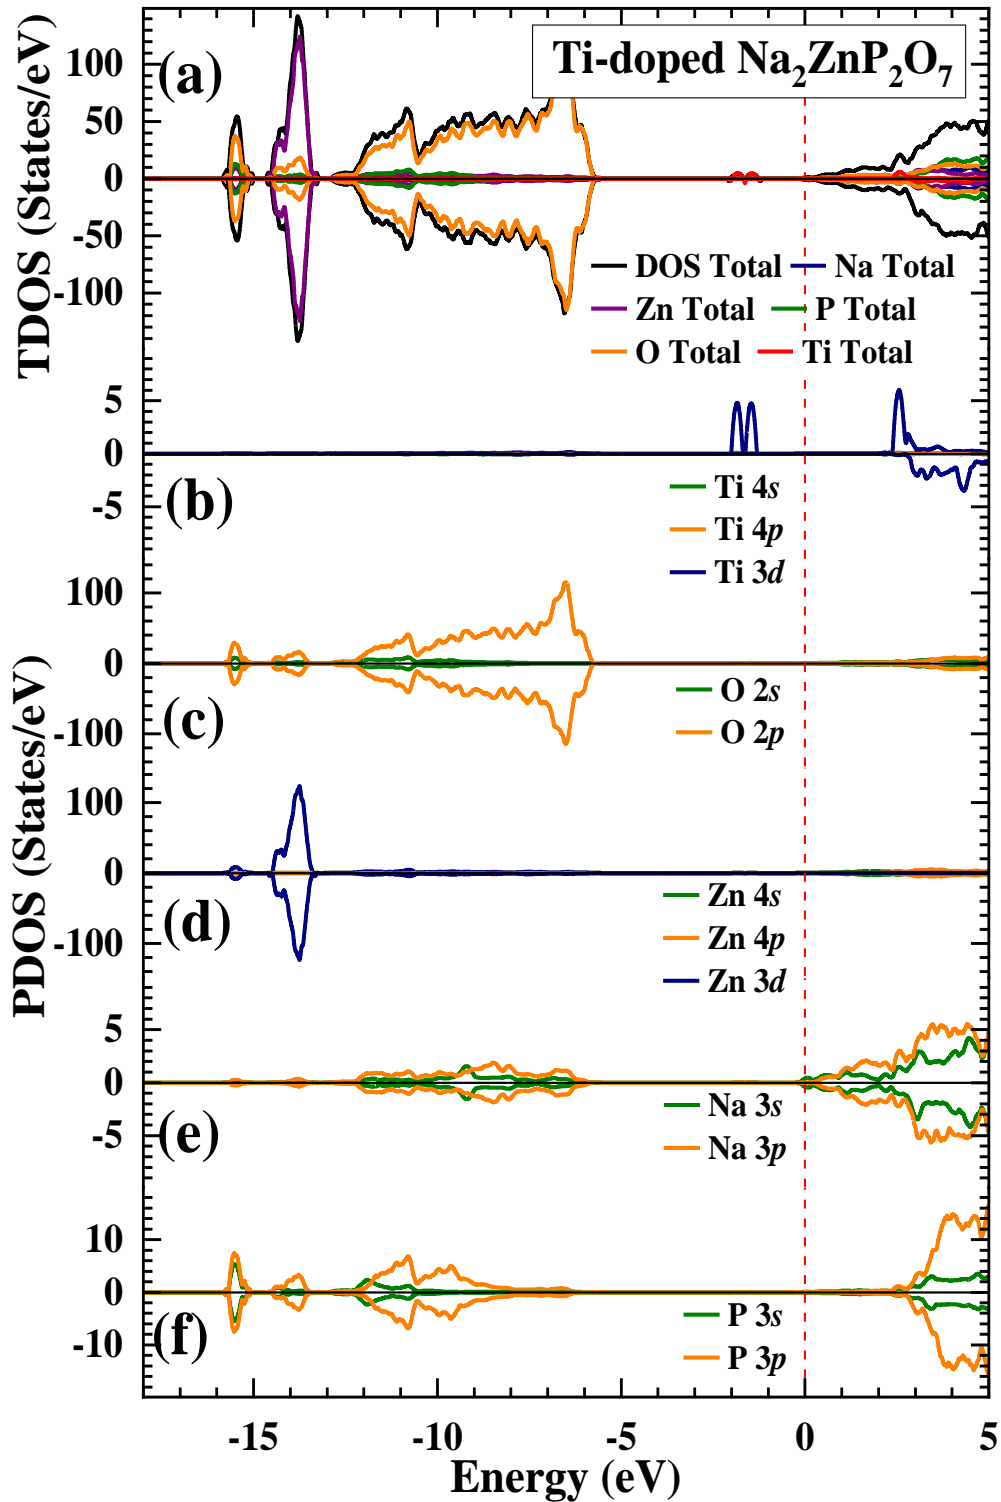 (a)
Ti-doped Na₂ZnP₂O₇
TDOS (States/eV)
100
50
0
-50
-100
DOS Total Na Total
Zn Total P Total
O Total Ti Total
5
0
-5
(b)
Ti 4s
Ti 4p
Ti 3d
PDOS (States/eV)
100
0
-100
(c)
O 2s
O 2p
100
0
-100
(d)
Zn 4s
Zn 4p
Zn 3d
5
0
-5
(e)
Na 3s
Na 3p
10
0
-10
(f)
P 3s
P 3p
-15 -10 -5 0 5
Energy (eV)